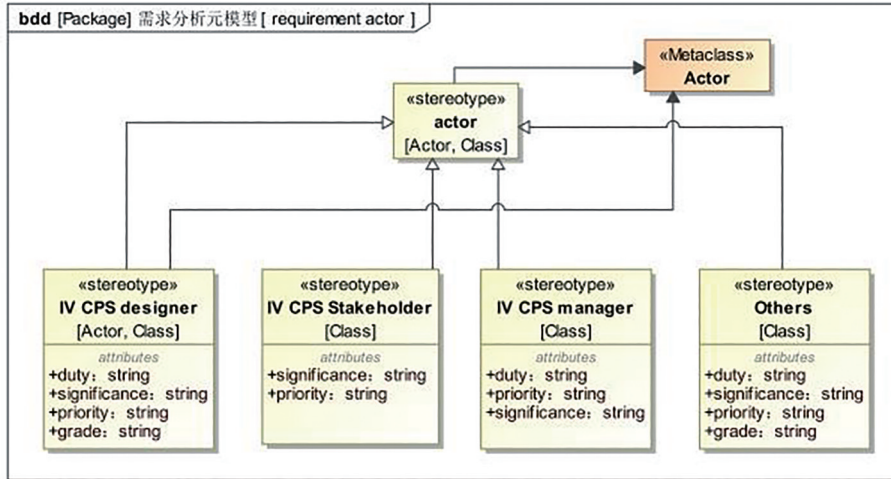 bdd [Package] 需求分析元模型[ requirement actor ]
«Metaclass»
Actor
«stereotype»
actor
[Actor, Class]
«stereotype»
IV CPS designer
[Actor, Class]
attributes
+duty：string
+significance：string
+priority：string
+grade：string
«stereotype»
IV CPS Stakeholder
[Class]
attributes
+significance：string
+priority：string
«stereotype»
IV CPS manager
[Class]
attributes
+duty：string
+priority：string
+significance：string
«stereotype»
Others
[Class]
attributes
+duty：string
+significance：string
+priority：string
+grade：string